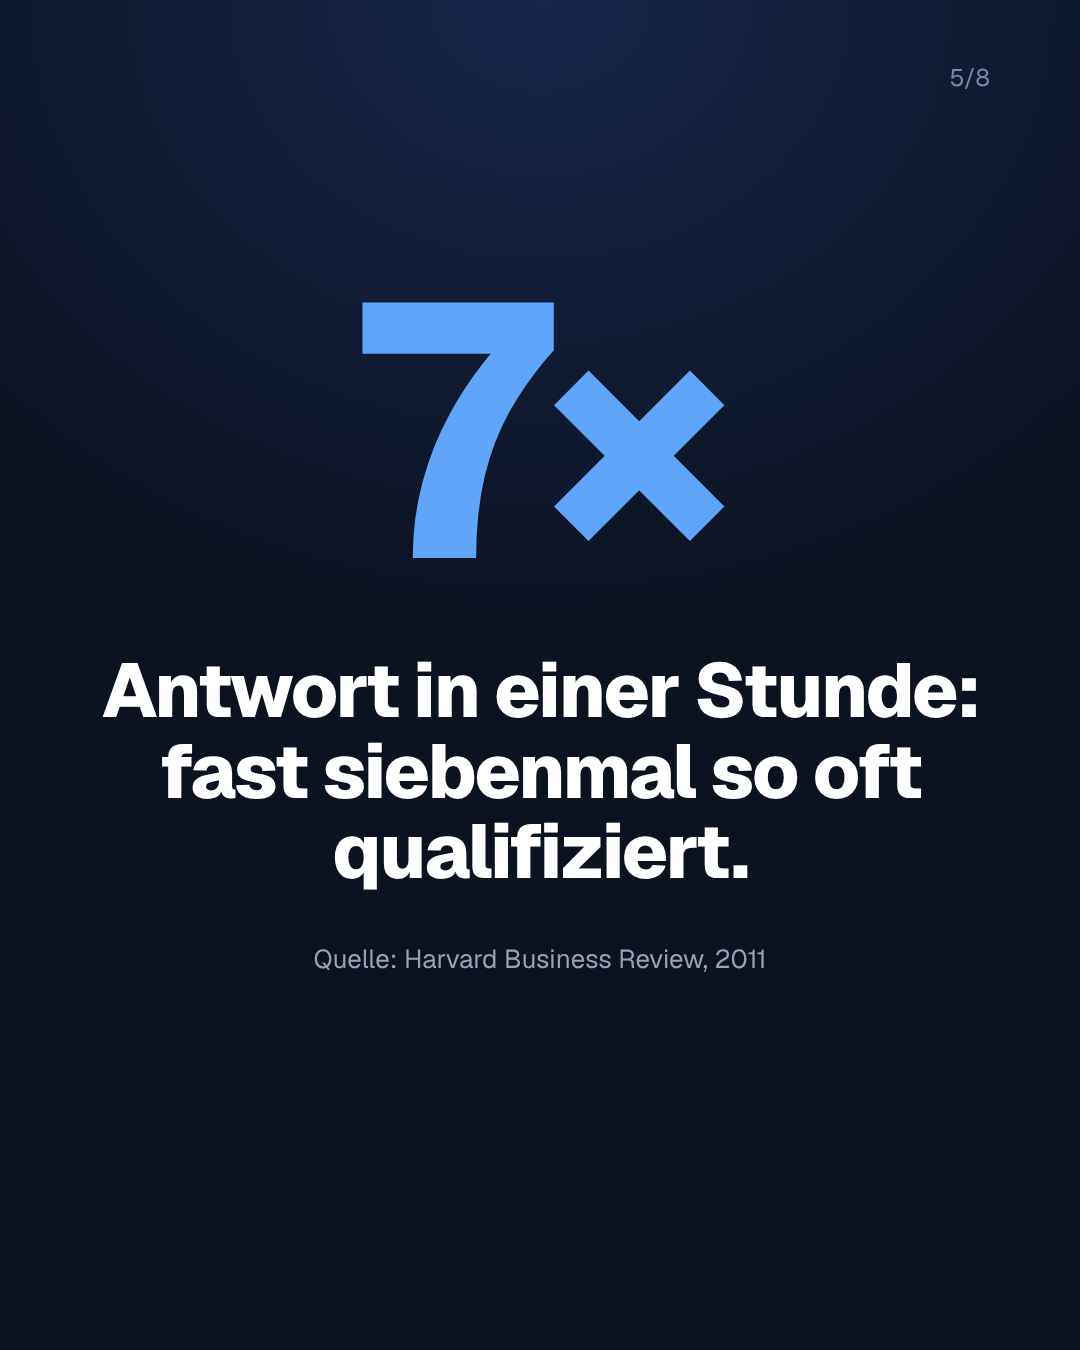 5/8
7×
Antwort in einer Stunde:
fast siebenmal so oft
qualifiziert.
Quelle: Harvard Business Review, 2011